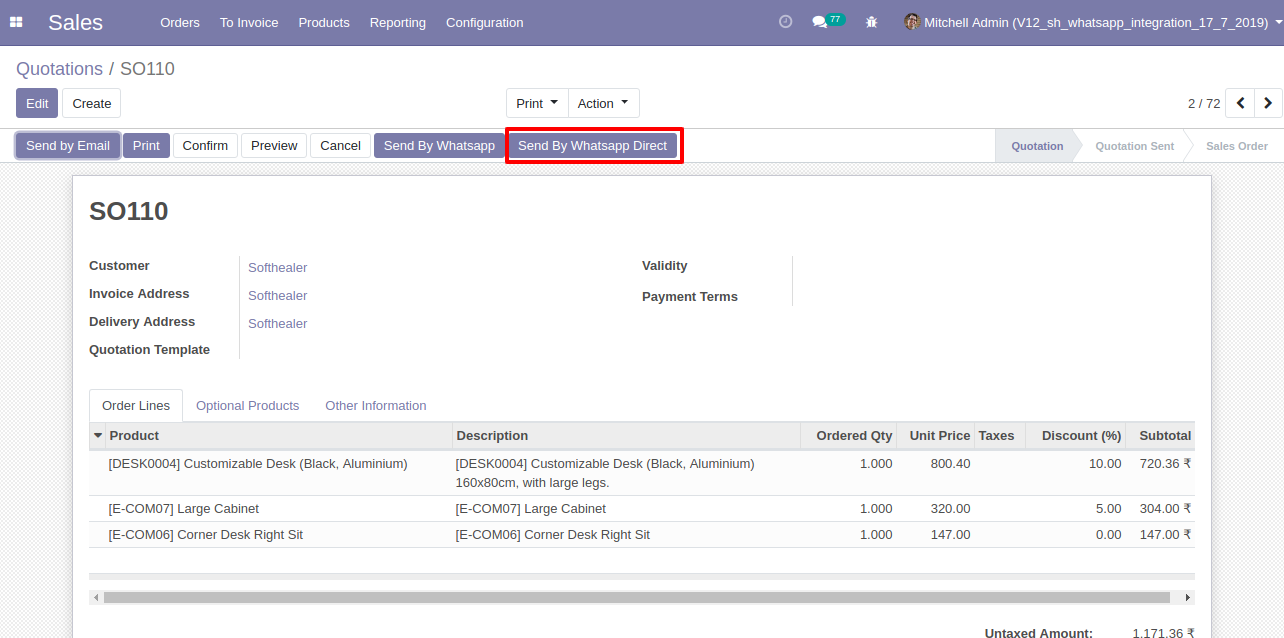 Sales Orders To Invoice Products Reporting Configuration 77 Mitchell Admin (V12_sh_whatsapp_integration_17_7_2019)
Quotations / SO110
Edit Create Print Action 2 / 72
Send by Email Print Confirm Preview Cancel Send By Whatsapp Send By Whatsapp Direct Quotation Quotation Sent Sales Order
SO110
Customer Softhealer Validity
Invoice Address Softhealer Payment Terms
Delivery Address Softhealer
Quotation Template
Order Lines Optional Products Other Information
Product Description Ordered Qty Unit Price Taxes Discount (%) Subtotal
[DESK0004] Customizable Desk (Black, Aluminium) [DESK0004] Customizable Desk (Black, Aluminium) 1.000 800.40 10.00 720.36 ₹
160x80cm, with large legs.
[E-COM07] Large Cabinet [E-COM07] Large Cabinet 1.000 320.00 5.00 304.00 ₹
[E-COM06] Corner Desk Right Sit [E-COM06] Corner Desk Right Sit 1.000 147.00 0.00 147.00 ₹
Untaxed Amount: 1,171.36 ₹